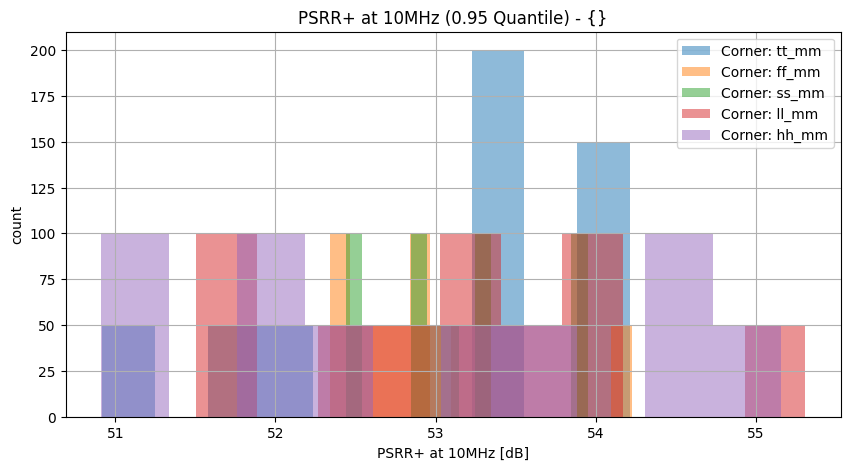 PSRR+ at 10MHz (0.95 Quantile) - {}
200
175
150
125
100
75
50
25
0
count
Corner: tt_mm
Corner: ff_mm
Corner: ss_mm
Corner: ll_mm
Corner: hh_mm
51 52 53 54 55
PSRR+ at 10MHz [dB]